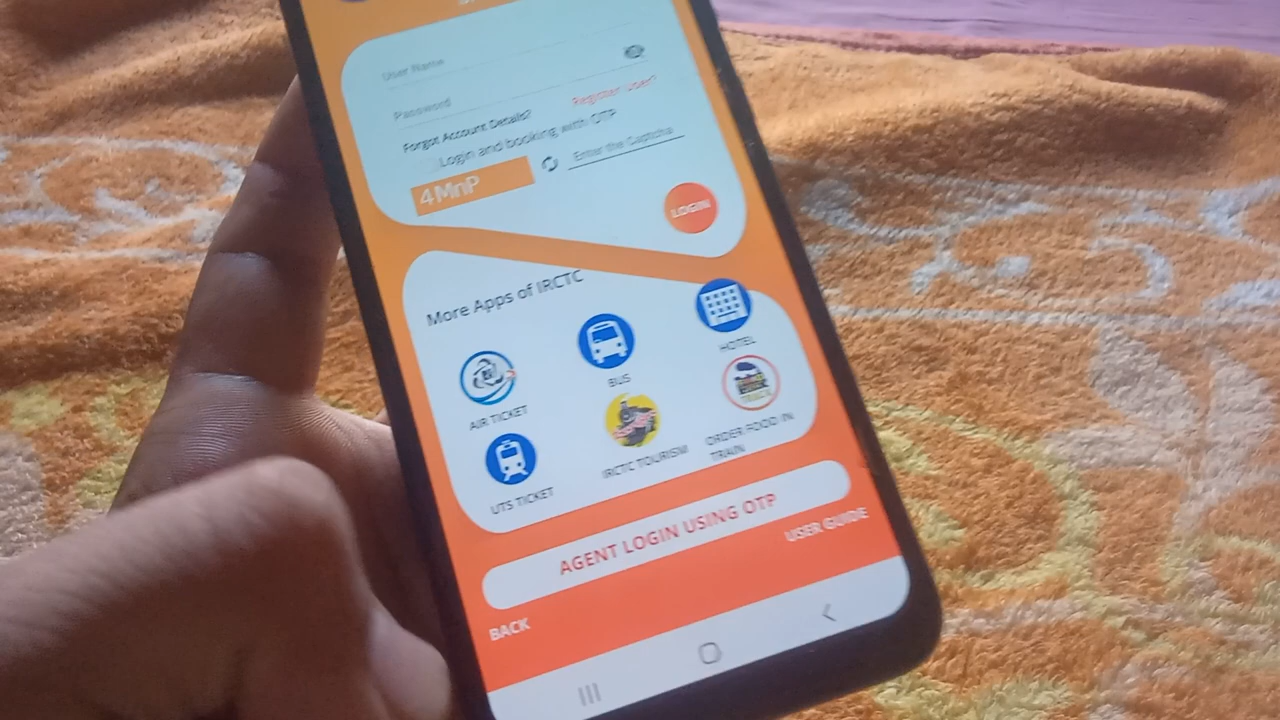 User Name
Password
Register User?
Forgot Account Details?
Login and booking with OTP
4MnP
Enter the Captcha
LOGIN
More Apps of IRCTC
AIR TICKET
BUS
HOTEL
UTS TICKET
IRCTC TOURISM
ORDER FOOD IN
TRAIN
AGENT LOGIN USING OTP
BACK
USER GUIDE